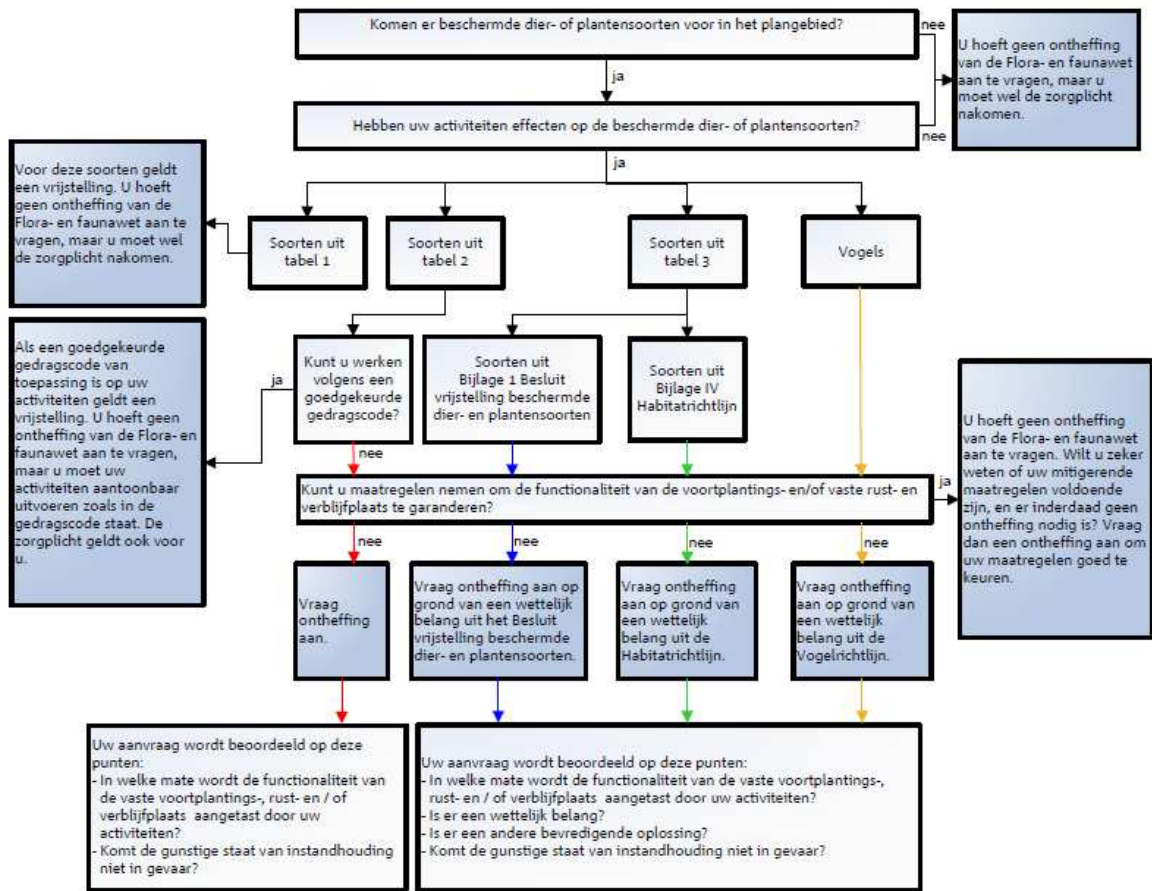 Komen er beschermde dier- of plantensoorten voor in het plangebied?
nee
U hoeft geen ontheffing
van de Flora- en faunawet
aan te vragen, maar u
moet wel de zorgplicht
nakomen.
ja
Hebben uw activiteiten effecten op de beschermde dier- of plantensoorten?
nee
ja
Voor deze soorten geldt
een vrijstelling. U hoeft
geen ontheffing van de
Flora- en faunawet aan te
vragen, maar u moet wel
de zorgplicht nakomen.
Soorten uit
tabel 1
Soorten uit
tabel 2
Soorten uit
tabel 3
Vogels
Als een goedgekeurde
gedragscode van
toepassing is op uw
activiteiten geldt een
vrijstelling. U hoeft geen
ontheffing van de Flora- en
faunawet aan te vragen,
maar u moet uw
activiteiten aantoonbaar
uitvoeren zoals in de
gedragscode staat. De
zorgplicht geldt ook voor
u.
ja
Kunt u werken
volgens een
goedgekeurde
gedragscode?
Soorten uit
Bijlage 1 Besluit
vrijstelling beschermde
dier- en plantensoorten
Soorten uit
Bijlage IV
Habitatrichtlijn
nee
Kunt u maatregelen nemen om de functionaliteit van de voortplantings- en/of vaste rust- en
verblijfplaats te garanderen?
ja
U hoeft geen ontheffing
van de Flora- en faunawet
aan te vragen. Wilt u zeker
weten of uw mitigerende
maatregelen voldoende
zijn, en er inderdaad geen
ontheffing nodig is? Vraag
dan een ontheffing aan om
uw maatregelen goed te
keuren.
nee
nee
nee
nee
Vraag
ontheffing
aan.
Vraag ontheffing aan op
grond van een wettelijk
belang uit het Besluit
vrijstelling beschermde
dier- en plantensoorten.
Vraag ontheffing
aan op grond van
een wettelijk
belang uit de
Habitatrichtlijn.
Vraag ontheffing
aan op grond van
een wettelijk
belang uit de
Vogelrichtlijn.
Uw aanvraag wordt beoordeeld op deze
punten:
- In welke mate wordt de functionaliteit van
de vaste voortplantings-, rust- en / of
verblijfplaats aangetast door uw
activiteiten?
- Komt de gunstige staat van instandhouding
niet in gevaar?
Uw aanvraag wordt beoordeeld op deze punten:
- In welke mate wordt de functionaliteit van de vaste voortplantings-,
rust- en / of verblijfplaats aangetast door uw activiteiten?
- Is er een wettelijk belang?
- Is er een andere bevredigende oplossing?
- Komt de gunstige staat van instandhouding niet in gevaar?